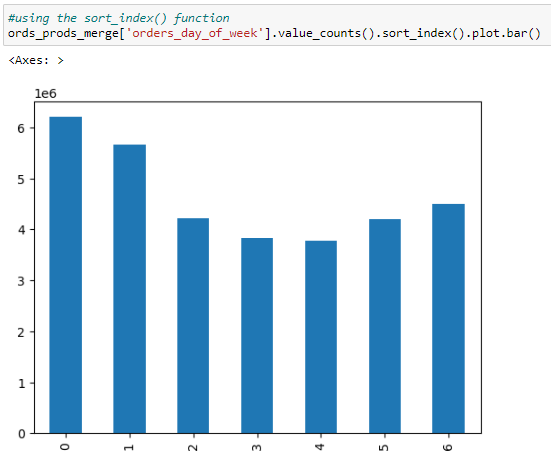 #using the sort_index() function
ords_prods_merge['orders_day_of_week'].value_counts().sort_index().plot.bar()
<Axes: >
1e6
6
5
4
3
2
1
0
0 1 2 3 4 5 6